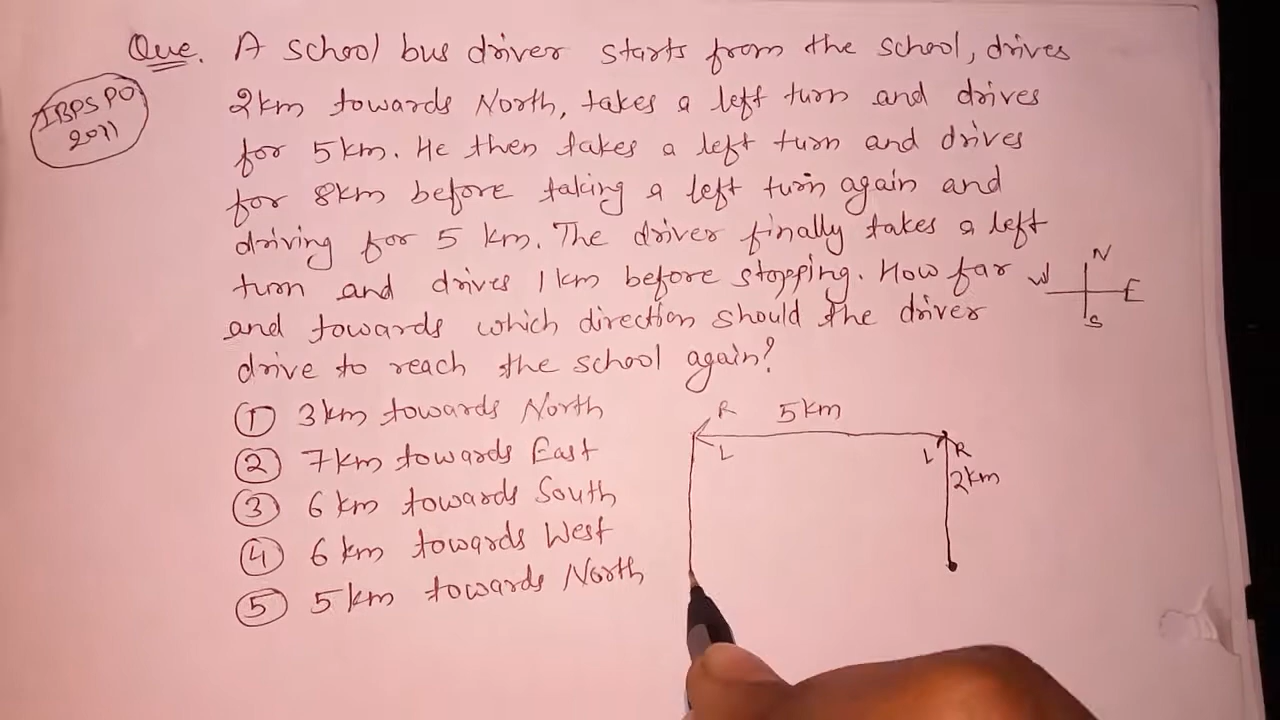 Que. A school bus driver starts from the school, drives
IBPS PO
2011
2km towards North, takes a left turn and drives
for 5km. He then takes a left turn and drives
for 8km before taking a left turn again and
driving for 5 km. The driver finally takes a left
turn and drives 1km before stopping. How far
and towards which direction should the driver
drive to reach the school again?
N
W E
S
① 3km towards North
② 7km towards East
③ 6 km towards South
④ 6 km towards West
⑤ 5km towards North
R 5km
L
L R
2km